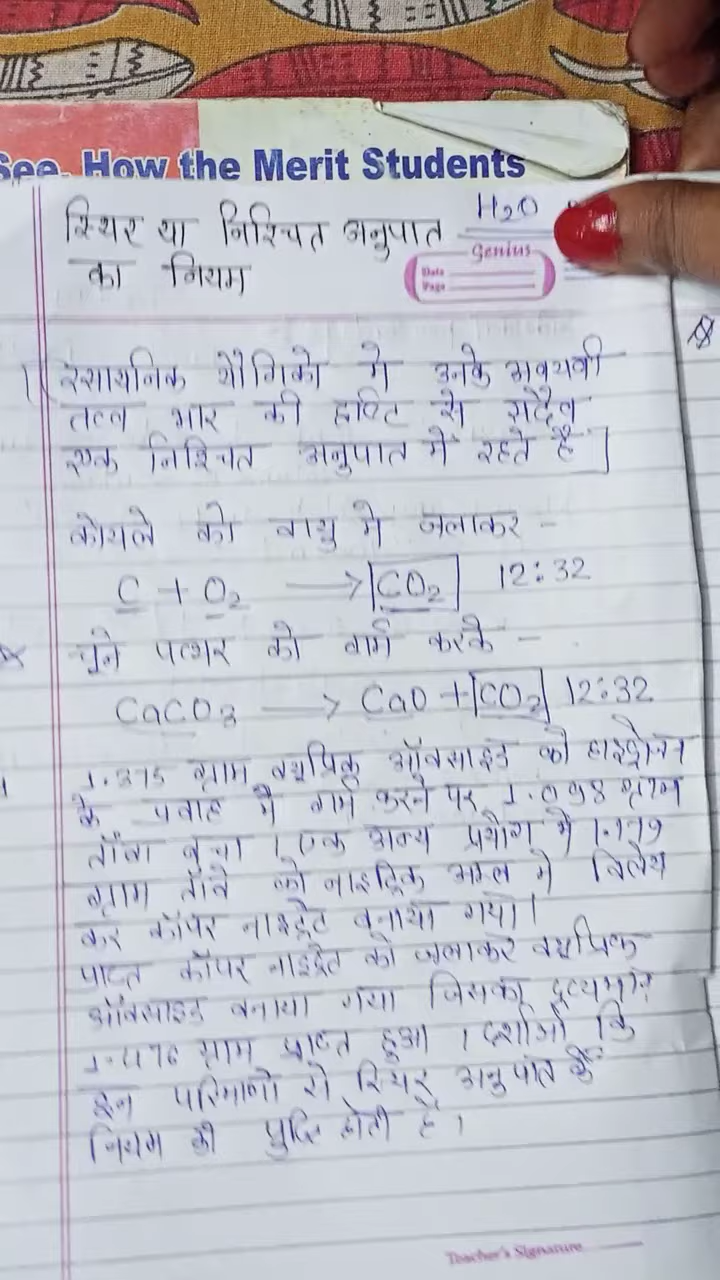 See, How the Merit Students
स्थिर या निश्चित अनुपात H₂O
का नियम
Genius
Date
Page
रसायनिक यौगिको मे उनके अवयवी
तत्व भार की द्रष्टि से सदैव
एक निश्चित अनुपात में रहते है
कोयले को वायु मे जलाकर -
C + O₂ → CO₂ 12:32
चूने पत्थर को गर्म करके -
CaCO₃ → CaO + CO₂ 12:32
1.375 ग्राम क्यूप्रिक ऑक्साइड को हाइड्रोजन
के प्रवाह में गर्म करने पर 1.098 ग्राम
ताँबा बचा । एक अन्य प्रयोग मे 1.179
ग्राम ताँबे को नाइट्रिक अम्ल मे विलेय
कर कॉपर नाइट्रेट बनाया गया।
प्राप्त कॉपर नाइट्रेट को जलाकर क्यूप्रिक
ऑक्साइड बनाया गया जिसका द्रव्यमान
1.476 ग्राम प्राप्त हुआ । दर्शाओ कि
इन परिमाणो से स्थिर अनुपात के
नियम की पुष्टि होती है ।
Teacher's Signature